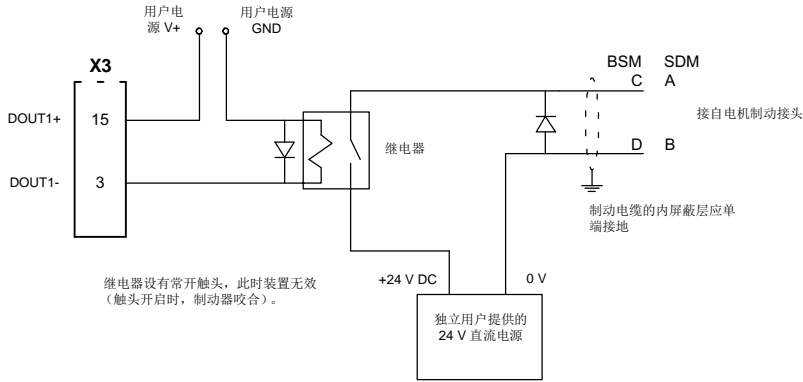 用户电
源 V+
用户电源
GND
X3
BSM SDM
C A
接自电机制动接头
DOUT1+ 15
继电器
D B
DOUT1- 3
制动电缆的内屏蔽层应单
端接地
继电器设有常开触头，此时装置无效
（触头开启时，制动器咬合）。
+24 V DC 0 V
独立用户提供的
24 V 直流电源